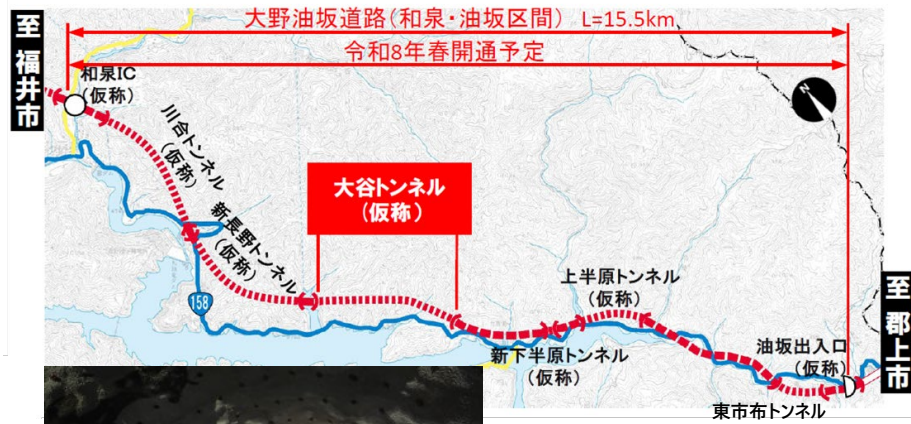 大野油坂道路(和泉・油坂区間) L=15.5km
令和8年春開通予定
至 福井市
和泉IC
(仮称)
川合トンネル
(仮称)
新長野トンネル
(仮称)
大谷トンネル
(仮称)
158
上半原トンネル
(仮称)
新下半原トンネル
(仮称)
油坂出入口
(仮称)
東市布トンネル
至 郡上市
N